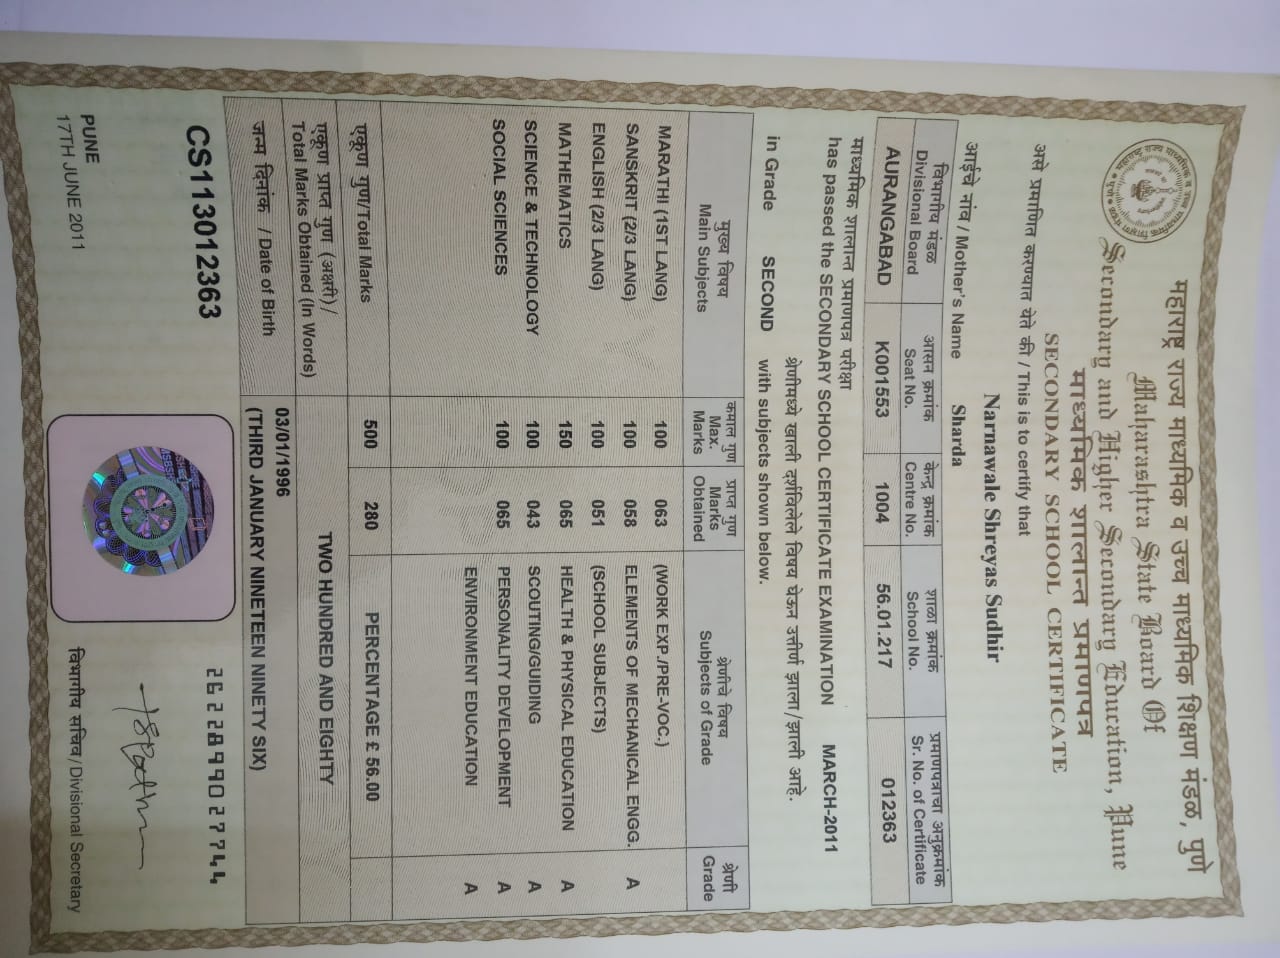 महाराष्ट्र राज्य माध्यमिक व उच्च माध्यमिक शिक्षण मंडळ, पुणे
Maharashtra State Board Of
Secondary and Higher Secondary Education, Pune
माध्यमिक शालान्त प्रमाणपत्र
SECONDARY SCHOOL CERTIFICATE
असे प्रमाणित करण्यात येते की / This is to certify that
Narnawale Shreyas Sudhir
आईचे नांव / Mother's Name Sharda
विभागीय मंडळ आसन क्रमांक केन्द्र क्रमांक शाळा क्रमांक प्रमाणपत्राचा अनुक्रमांक
Divisional Board Seat No. Centre No. School No. Sr. No. of Certificate
AURANGABAD K001553 1004 56.01.217 012363
माध्यमिक शालान्त प्रमाणपत्र परीक्षा
has passed the SECONDARY SCHOOL CERTIFICATE EXAMINATION MARCH-2011
श्रेणीमध्ये खाली दर्शविलेले विषय घेऊन उत्तीर्ण झाला/झाली आहे.
in Grade SECOND with subjects shown below.
मुख्य विषय कमाल गुण प्राप्त गुण श्रेणीचे विषय श्रेणी
Main Subjects Max. Marks Marks Obtained Subjects of Grade Grade
MARATHI (1ST LANG) 100 063 (WORK EXP./PRE-VOC.)
SANSKRIT (2/3 LANG) 100 058 ELEMENTS OF MECHANICAL ENGG. A
ENGLISH (2/3 LANG) 100 051 (SCHOOL SUBJECTS)
MATHEMATICS 150 065 HEALTH & PHYSICAL EDUCATION A
SCIENCE & TECHNOLOGY 100 043 SCOUTING/GUIDING A
SOCIAL SCIENCES 100 065 PERSONALITY DEVELOPMENT A
ENVIRONMENT EDUCATION A
एकूण गुण/Total Marks 500 280 PERCENTAGE £ 56.00
एकूण प्राप्त गुण (अक्षरी)/
Total Marks Obtained (In Words) TWO HUNDRED AND EIGHTY
जन्म दिनांक / Date of Birth 03/01/1996
(THIRD JANUARY NINETEEN NINETY SIX)
CS113012363
2622899027744
PUNE
17TH JUNE 2011
विभागीय सचिव/Divisional Secretary